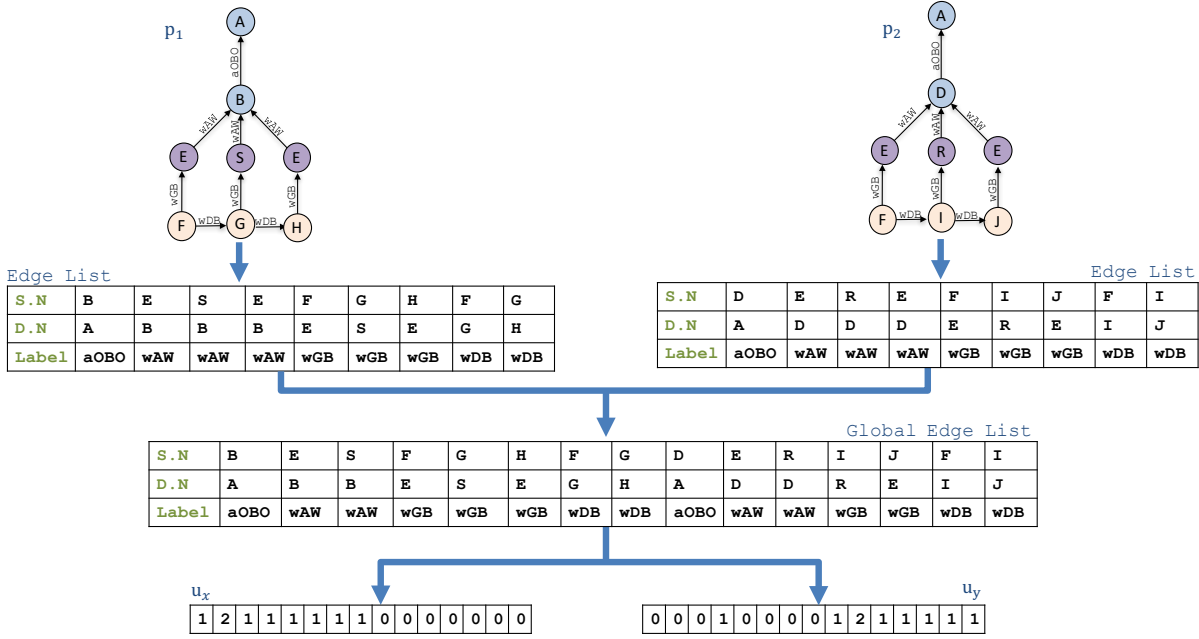 p1
A
aOBO
B
wAW wAW wAW
E S E
wGB wGB wGB
F wDB G wDB H
p2
A
aOBO
D
wAW wAW wAW
E R E
wGB wGB wGB
F wDB I wDB J
Edge List
S.N B E S E F G H F G
D.N A B B B E S E G H
Label aOBO wAW wAW wAW wGB wGB wGB wDB wDB
Edge List
S.N D E R E F I J F I
D.N A D D D E R E I J
Label aOBO wAW wAW wAW wGB wGB wGB wDB wDB
Global Edge List
S.N B E S F G H F G D E R I J F I
D.N A B B E S E G H A D D R E I J
Label aOBO wAW wAW wGB wGB wGB wDB wDB aOBO wAW wAW wGB wGB wDB wDB
ux
1 2 1 1 1 1 1 1 0 0 0 0 0 0 0
uy
0 0 0 1 0 0 0 0 1 2 1 1 1 1 1